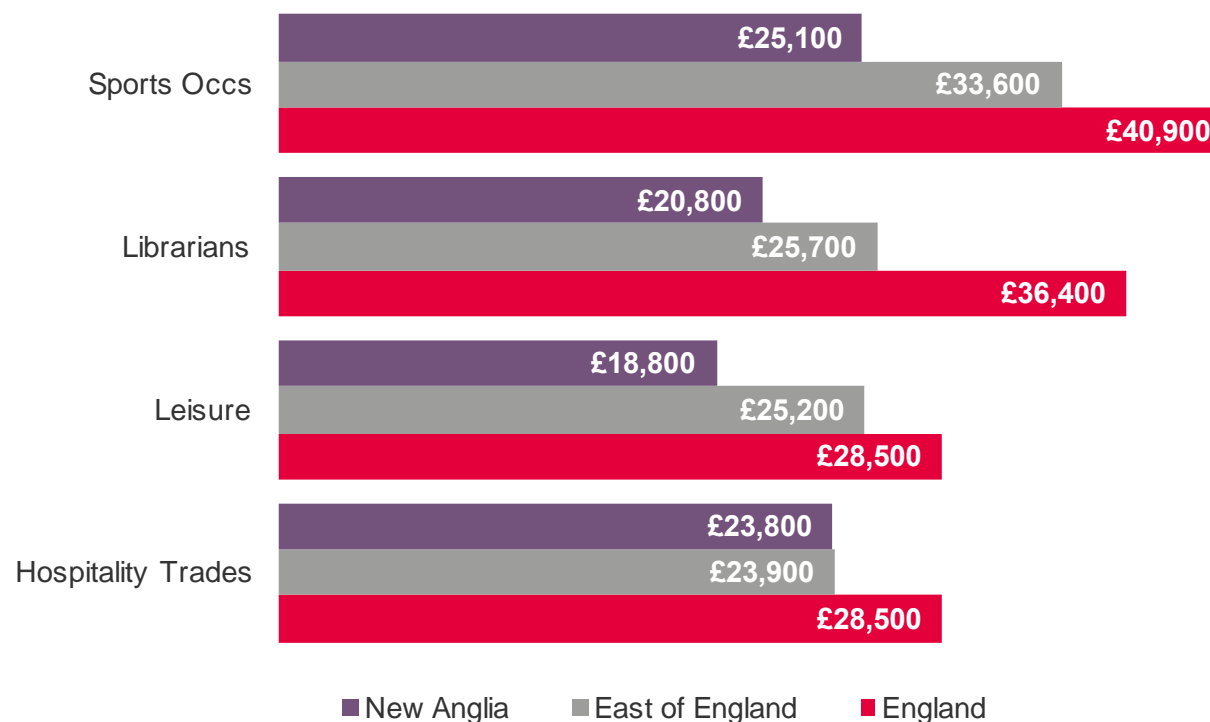 £25,100
Sports Occs
£33,600
£40,900
£20,800
Librarians
£25,700
£36,400
£18,800
Leisure
£25,200
£28,500
£23,800
Hospitality Trades
£23,900
£28,500
New Anglia East of England England